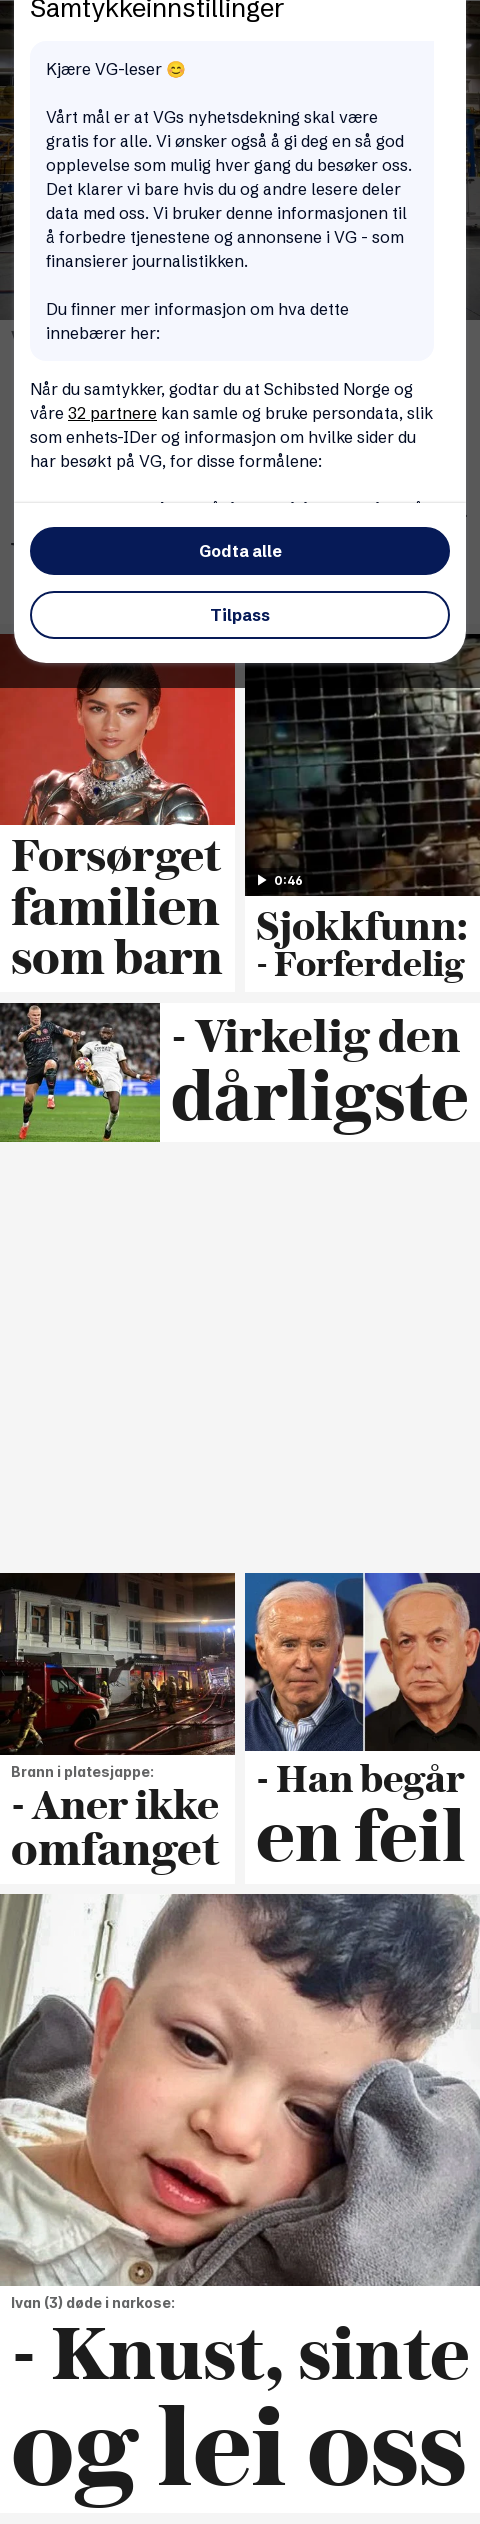 Samtykkeinnstillinger
Kjære VG-leser 😊
Vårt mål er at VGs nyhetsdekning skal være
gratis for alle. Vi ønsker også å gi deg en så god
opplevelse som mulig hver gang du besøker oss.
Det klarer vi bare hvis du og andre lesere deler
data med oss. Vi bruker denne informasjonen til
å forbedre tjenestene og annonsene i VG - som
finansierer journalistikken.
Du finner mer informasjon om hva dette
innebærer her:
Når du samtykker, godtar du at Schibsted Norge og
våre 32 partnere kan samle og bruke persondata, slik
som enhets-IDer og informasjon om hvilke sider du
har besøkt på VG, for disse formålene:
Godta alle
Tilpass
0:46
Forsørget
familien
som barn
Sjokkfunn:
- Forferdelig
- Virkelig den
dårligste
Brann i platesjappe:
- Aner ikke
omfanget
- Han begår
en feil
Ivan (3) døde i narkose:
- Knust, sinte
og lei oss